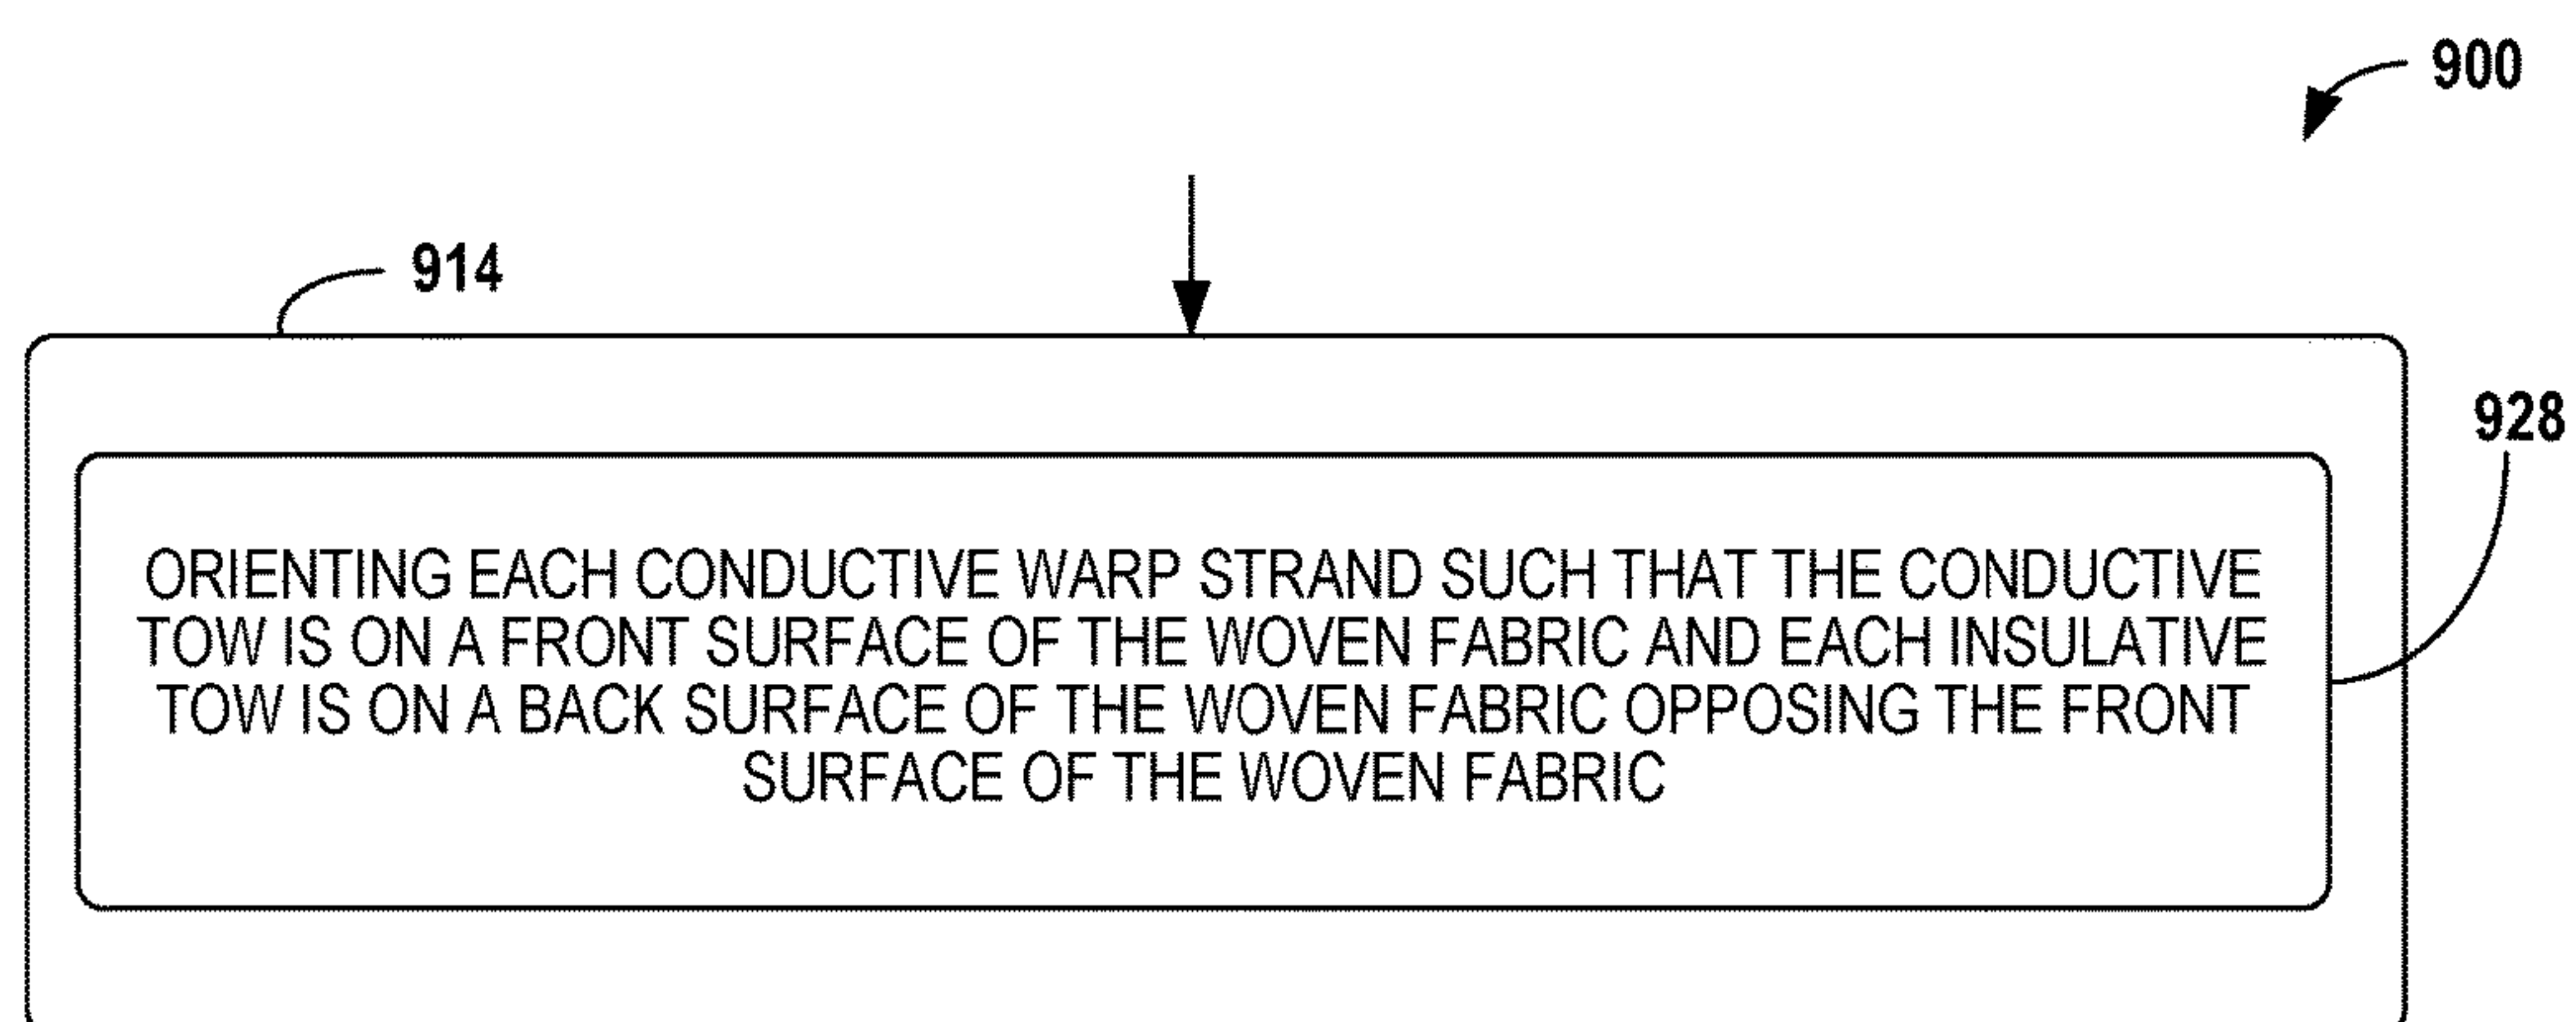 900
914
928
ORIENTING EACH CONDUCTIVE WARP STRAND SUCH THAT THE CONDUCTIVE
TOW IS ON A FRONT SURFACE OF THE WOVEN FABRIC AND EACH INSULATIVE
TOW IS ON A BACK SURFACE OF THE WOVEN FABRIC OPPOSING THE FRONT
SURFACE OF THE WOVEN FABRIC